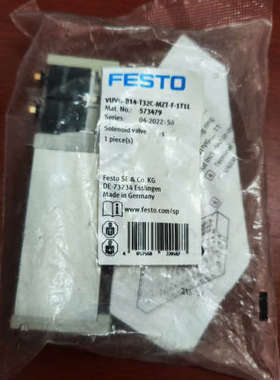 FESTO
VUVG-B14-T32C-MZT-F-1T1L
Mat. No.: 573479
Series: 04-2022
Solenoid valve
1 piece(s)
Festo SE & Co. KG
DE-73734 Esslingen
Made in Germany
www.festo.com/sp